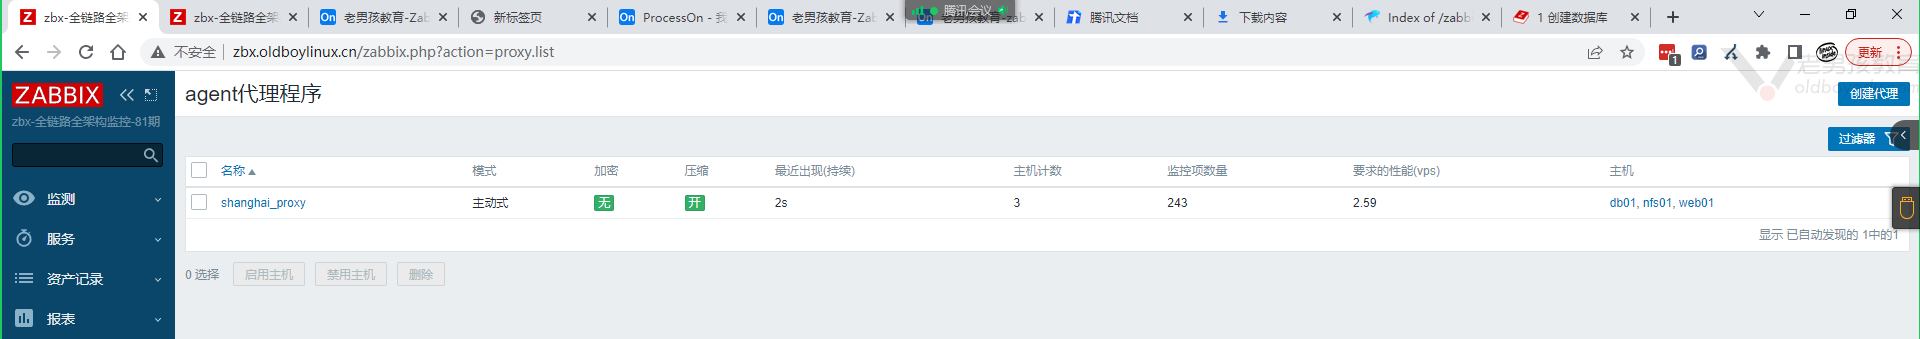 zbx-全链路全架
zbx-全链路全架
老男孩教育-Zab
新标签页
ProcessOn - 我
老男孩教育-Zab
老男孩教育-zab
腾讯会议
腾讯文档
下载内容
Index of /zabb
1 创建数据库
不安全 zbx.oldboylinux.cn/zabbix.php?action=proxy.list
1
更新
老男孩教育
ZABBIX
agent代理程序
创建代理
zbx-全链路全架构监控-81期
过滤器
名称
模式
加密
压缩
最近出现(持续)
主机计数
监控项数量
要求的性能(vps)
主机
监测
shanghai_proxy
主动式
无
开
2s
3
243
2.59
db01, nfs01, web01
服务
显示 已自动发现的 1中的1
资产记录
0 选择
启用主机
禁用主机
删除
报表